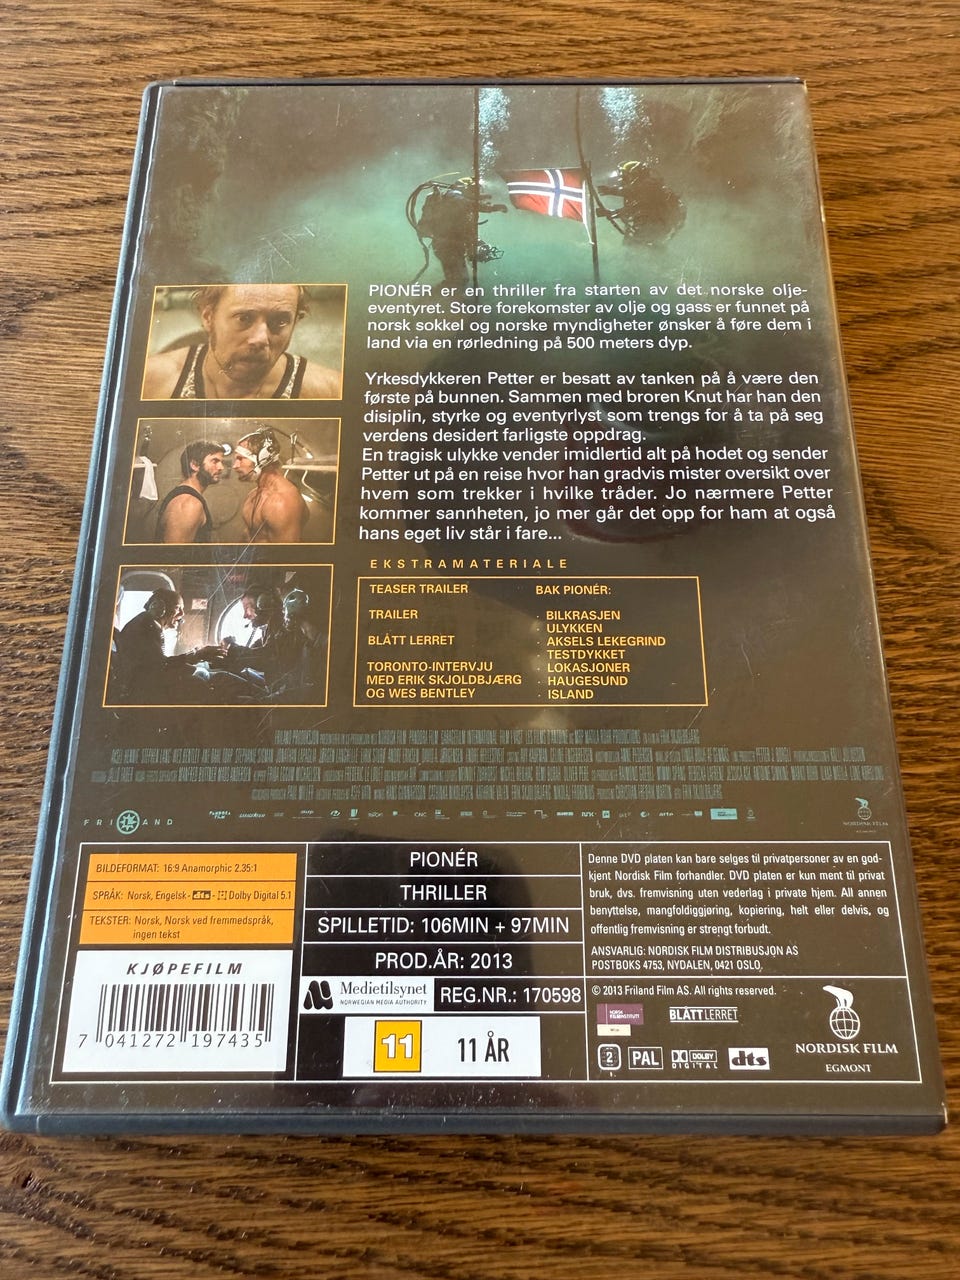 PIONÉR er en thriller fra starten av det norske olje-
eventyret. Store forekomster av olje og gass er funnet på
norsk sokkel og norske myndigheter ønsker å føre dem i
land via en rørledning på 500 meters dyp.
Yrkesdykkeren Petter er besatt av tanken på å være den
første på bunnen. Sammen med broren Knut har han den
disiplin, styrke og eventyrlyst som trengs for å ta på seg
verdens desidert farligste oppdrag.
En tragisk ulykke vender imidlertid alt på hodet og sender
Petter ut på en reise hvor han gradvis mister oversikt over
hvem som trekker i hvilke tråder. Jo nærmere Petter
kommer sannheten, jo mer går det opp for ham at også
hans eget liv står i fare...
EKSTRAMATERIALE
TEASER TRAILER
TRAILER
BLÅTT LERRET
TORONTO-INTERVJU
MED ERIK SKJOLDBJÆRG
OG WES BENTLEY
BAK PIONÉR:
· BILKRASJEN
· ULYKKEN
· AKSELS LEKEGRIND
· TESTDYKKET
· LOKASJONER
· HAUGESUND
· ISLAND
FRILAND
NORDISK FILM
BILDEFORMAT: 16:9 Anamorphic 2.35:1
SPRÅK: Norsk, Engelsk - dts - Dolby Digital 5.1
TEKSTER: Norsk, Norsk ved fremmedspråk,
ingen tekst
KJØPEFILM
7 041272 197435
PIONÉR
THRILLER
SPILLETID: 106MIN + 97MIN
PROD.ÅR: 2013
Medietilsynet
NORWEGIAN MEDIA AUTHORITY
REG.NR.: 170598
11
11 ÅR
Denne DVD platen kan bare selges til privatpersoner av en god-
kjent Nordisk Film forhandler. DVD platen er kun ment til privat
bruk, dvs. fremvisning uten vederlag i private hjem. All annen
benyttelse, mangfoldiggjøring, kopiering, helt eller delvis, og
offentlig fremvisning er strengt forbudt.
ANSVARLIG: NORDISK FILM DISTRIBUSJON AS
POSTBOKS 4753, NYDALEN, 0421 OSLO.
© 2013 Friland Film AS. All rights reserved.
NORSK
FILMINSTITUTT
BLÅTTLERRET
2
PAL
DOLBY
DIGITAL
dts
NORDISK FILM
EGMONT